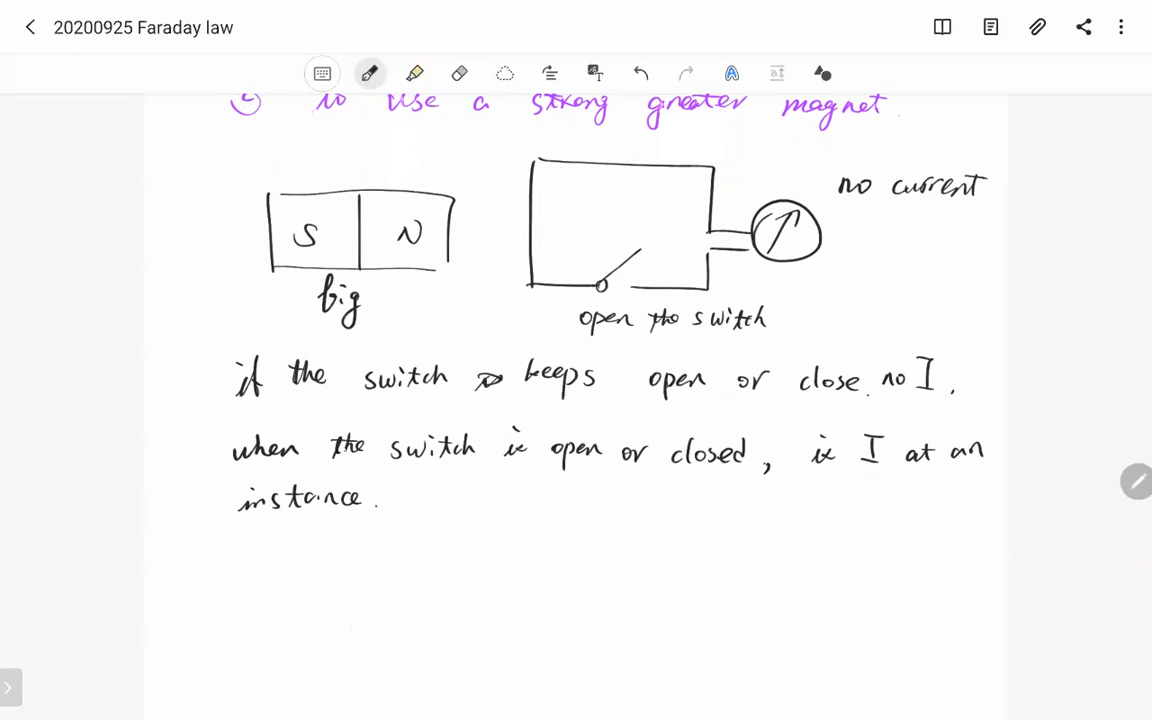 20200925 Faraday law
to use a strong greater magnet.
no current
S N
big
open the switch
if the switch keeps open or close. no I.
when the switch is open or closed, is I at an
instance.